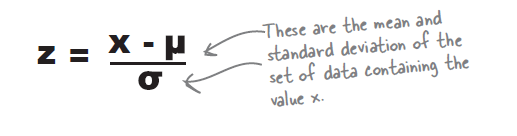 z = x - μ
σ
These are the mean and
standard deviation of the
set of data containing the
value x.